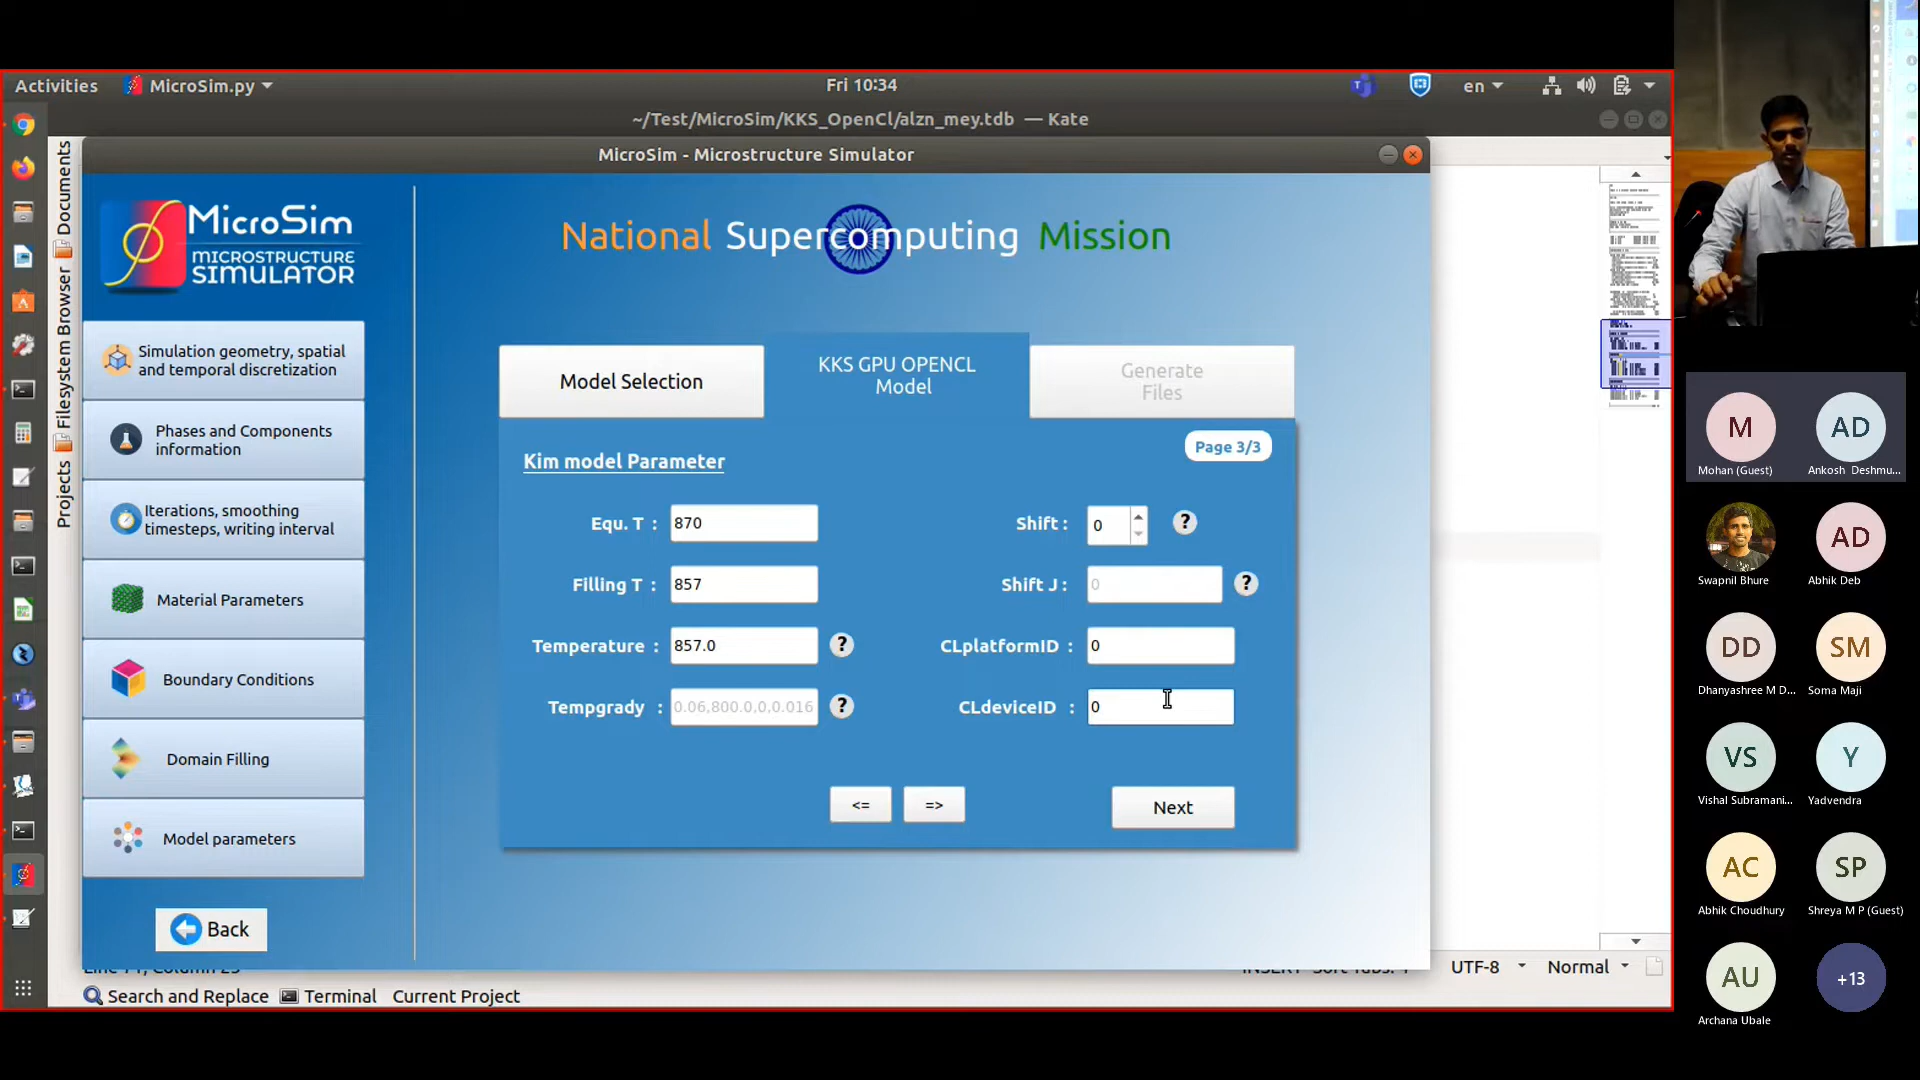 Activities
MicroSim.py
Fri 10:34
en
~/Test/MicroSim/KKS_OpenCl/alzn_mey.tdb — Kate
MicroSim - Microstructure Simulator
Documents
Filesystem Browser
Projects
MicroSim
MICROSTRUCTURE
SIMULATOR
National Supercomputing Mission
Simulation geometry, spatial
and temporal discretization
Phases and Components
information
Iterations, smoothing
timesteps, writing interval
Material Parameters
Boundary Conditions
Domain Filling
Model parameters
Back
Model Selection
KKS GPU OPENCL
Model
Generate
Files
Page 3/3
Kim model Parameter
Equ. T : 870
Shift : 0 ?
Filling T : 857
Shift J : 0 ?
Temperature : 857.0 ?
CLplatformID : 0
Tempgrady : 0.06,800.0,0,0.016 ?
CLdeviceID : 0
<=
=>
Next
UTF-8
Normal
Search and Replace
Terminal
Current Project
M
Mohan (Guest)
AD
Ankosh Deshmu...
Swapnil Bhure
AD
Abhik Deb
DD
Dhanyashree M D...
SM
Soma Maji
VS
Vishal Subramani...
Y
Yadvendra
AC
Abhik Choudhury
SP
Shreya M P (Guest)
AU
Archana Ubale
+13